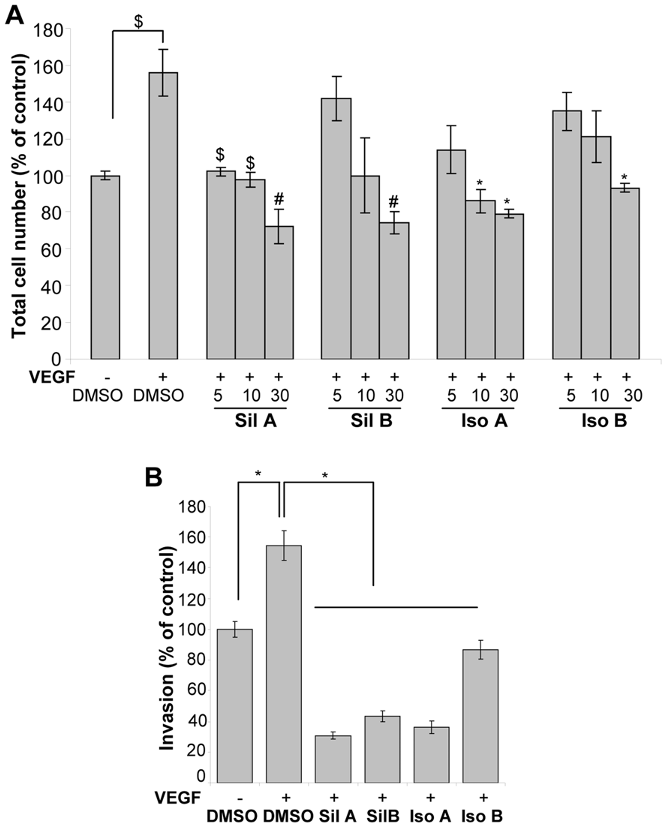 A
Total cell number (% of control)
180
160
140
120
100
80
60
40
20
0
$
$ $ #
#
* *
*
VEGF - + + + + + + + + + + + + +
DMSO DMSO 5 10 30 5 10 30 5 10 30 5 10 30
Sil A Sil B Iso A Iso B
B
Invasion (% of control)
180
160
140
120
100
80
60
40
20
0
* *
VEGF - + + + + +
DMSO DMSO Sil A SilB Iso A Iso B